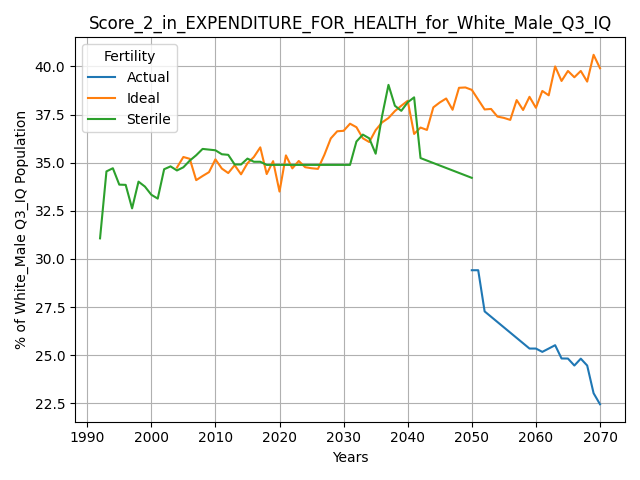 Score_2_in_EXPENDITURE_FOR_HEALTH_for_White_Male_Q3_IQ
Fertility
Actual
Ideal
Sterile
% of White_Male Q3_IQ Population
40.0
37.5
35.0
32.5
30.0
27.5
25.0
22.5
1990 2000 2010 2020 2030 2040 2050 2060 2070
Years